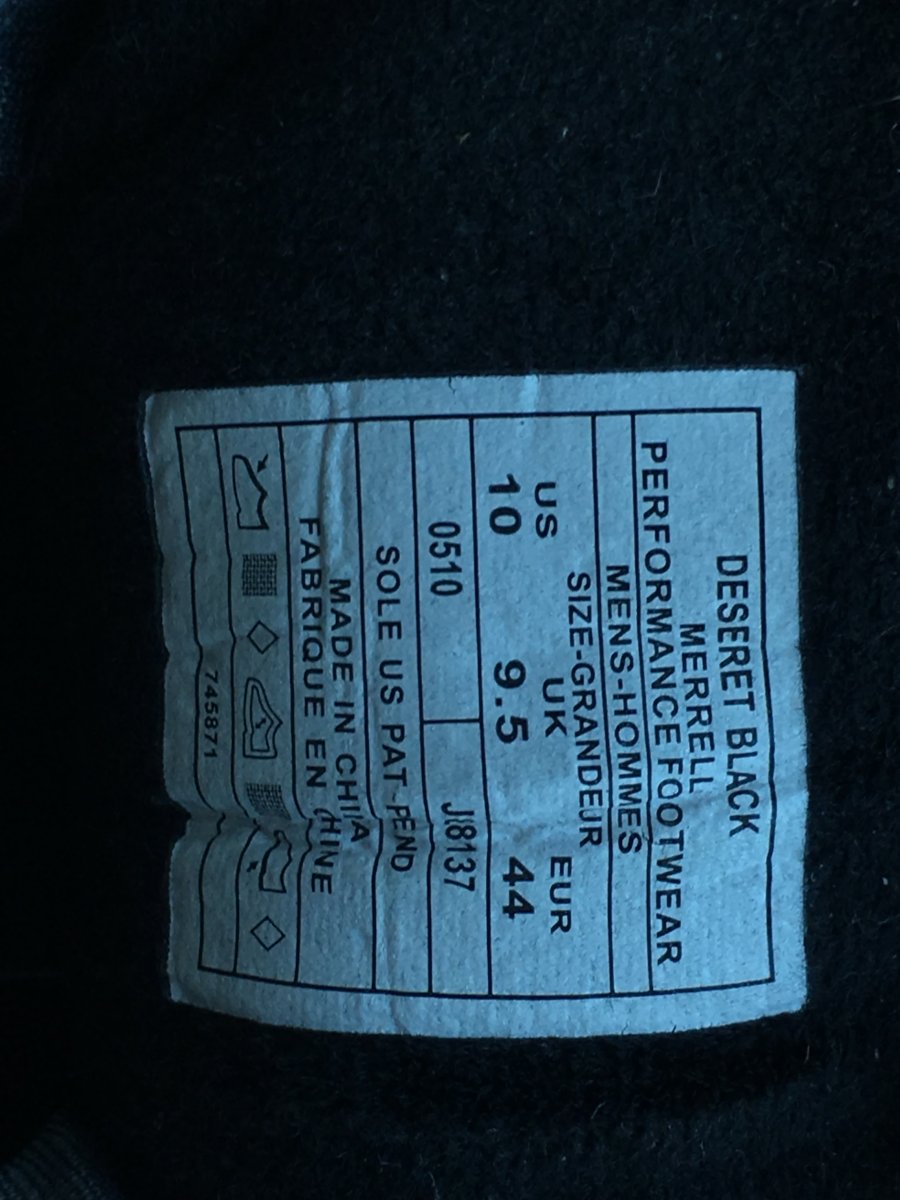 DESERET BLACK
MERRELL
PERFORMANCE FOOTWEAR
MENS-HOMMES
SIZE-GRANDEUR
US UK EUR
10 9.5 44
0510 J8137
SOLE US PAT-PEND
MADE IN CHINA
FABRIQUE EN CHINE
745871